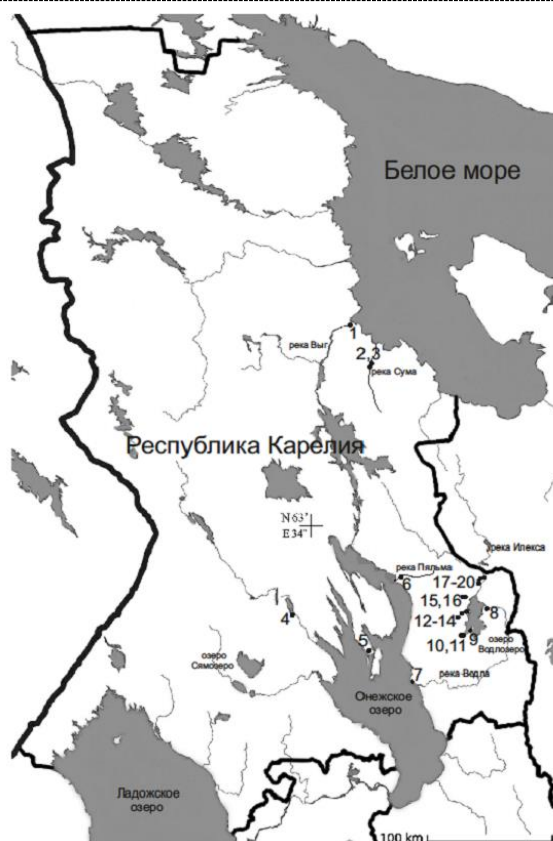 Белое море
1
река Выг
2,3
река Сума
Республика Карелия
N 63°
E 34°
река Илекса
река Пяльма
6
17-20
15,16
8
12-14
4
9
10,11
озеро
Водлозеро
5
озеро
Сямозеро
7
река Водла
Онежское
озеро
Ладожское
озеро
100 km